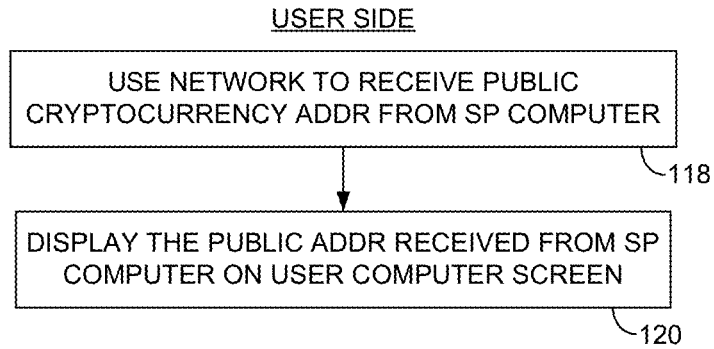 USER SIDE
USE NETWORK TO RECEIVE PUBLIC
CRYPTOCURRENCY ADDR FROM SP COMPUTER
118
DISPLAY THE PUBLIC ADDR RECEIVED FROM SP
COMPUTER ON USER COMPUTER SCREEN
120